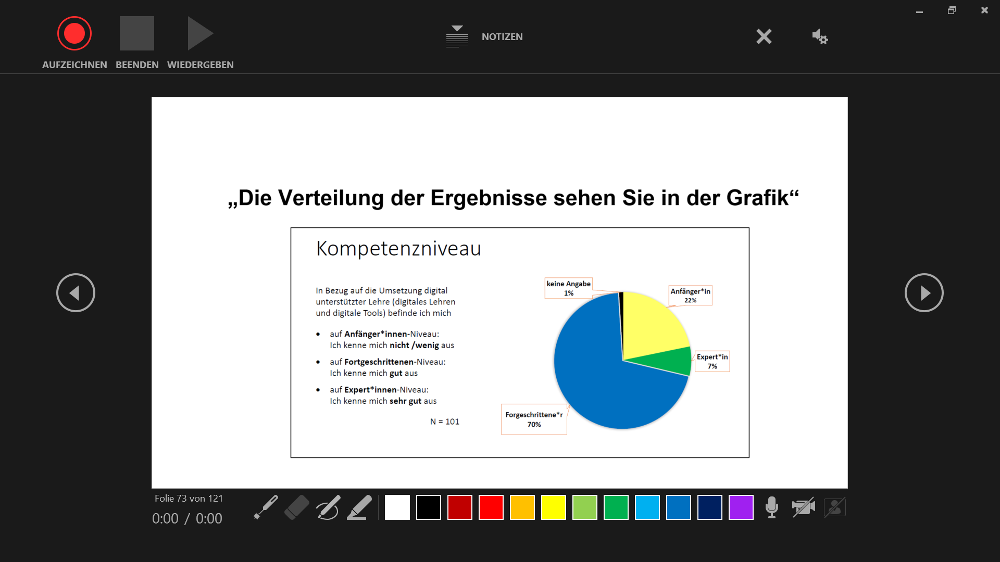 AUFZEICHNEN BEENDEN WIEDERGEBEN
NOTIZEN
„Die Verteilung der Ergebnisse sehen Sie in der Grafik“
Kompetenzniveau
In Bezug auf die Umsetzung digital
unterstützter Lehre (digitales Lehren
und digitale Tools) befinde ich mich
• auf Anfänger*innen-Niveau:
Ich kenne mich nicht /wenig aus
• auf Fortgeschrittenen-Niveau:
Ich kenne mich gut aus
• auf Expert*innen-Niveau:
Ich kenne mich sehr gut aus
N = 101
keine Angabe
1%
Anfänger*in
22%
Expert*in
7%
Forgeschrittene*r
70%
Folie 73 von 121
0:00 / 0:00